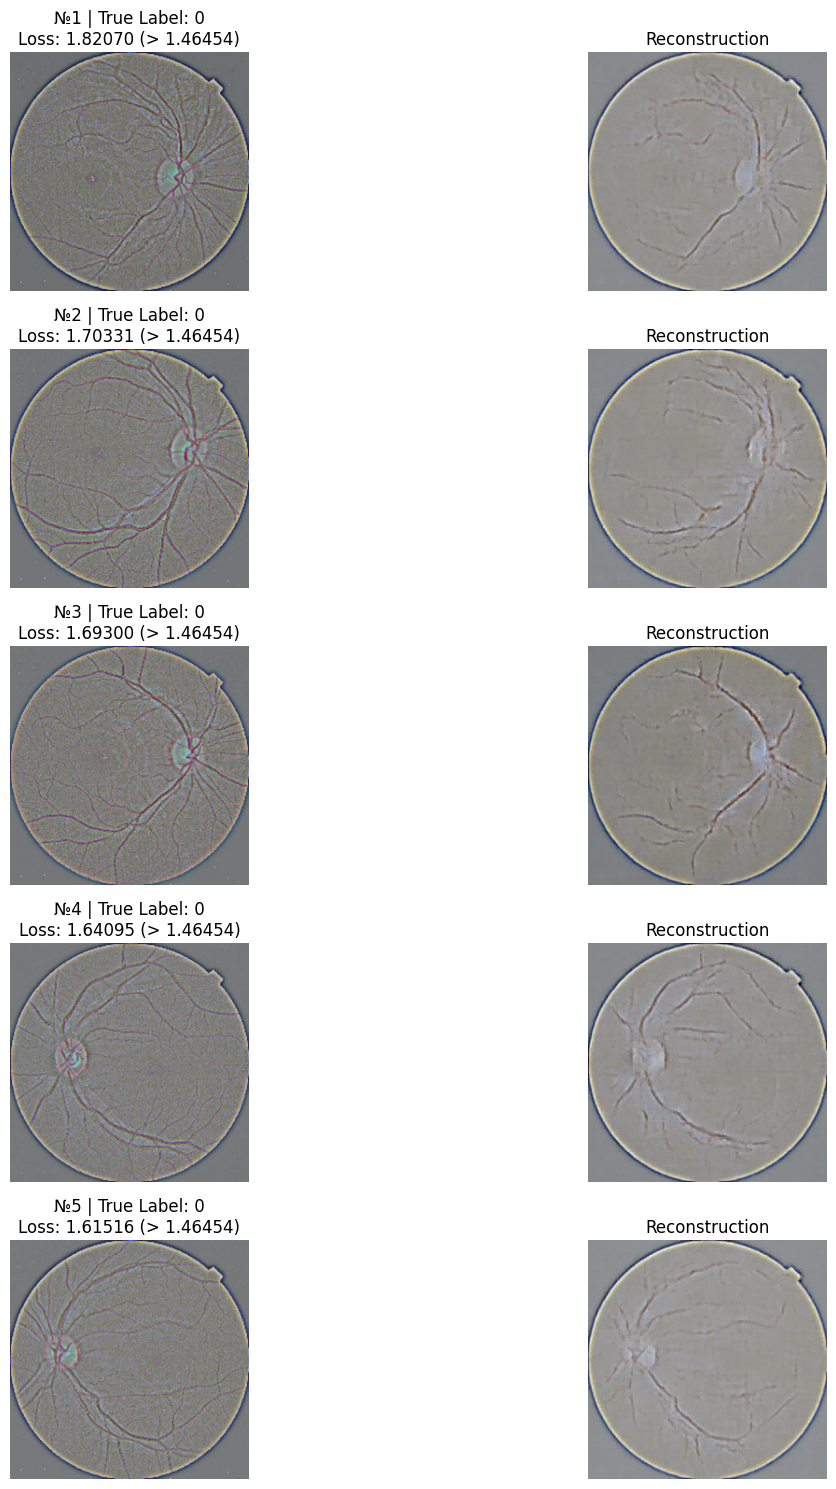 №1 | True Label: 0
Loss: 1.82070 (> 1.46454)
Reconstruction
№2 | True Label: 0
Loss: 1.70331 (> 1.46454)
Reconstruction
№3 | True Label: 0
Loss: 1.69300 (> 1.46454)
Reconstruction
№4 | True Label: 0
Loss: 1.64095 (> 1.46454)
Reconstruction
№5 | True Label: 0
Loss: 1.61516 (> 1.46454)
Reconstruction